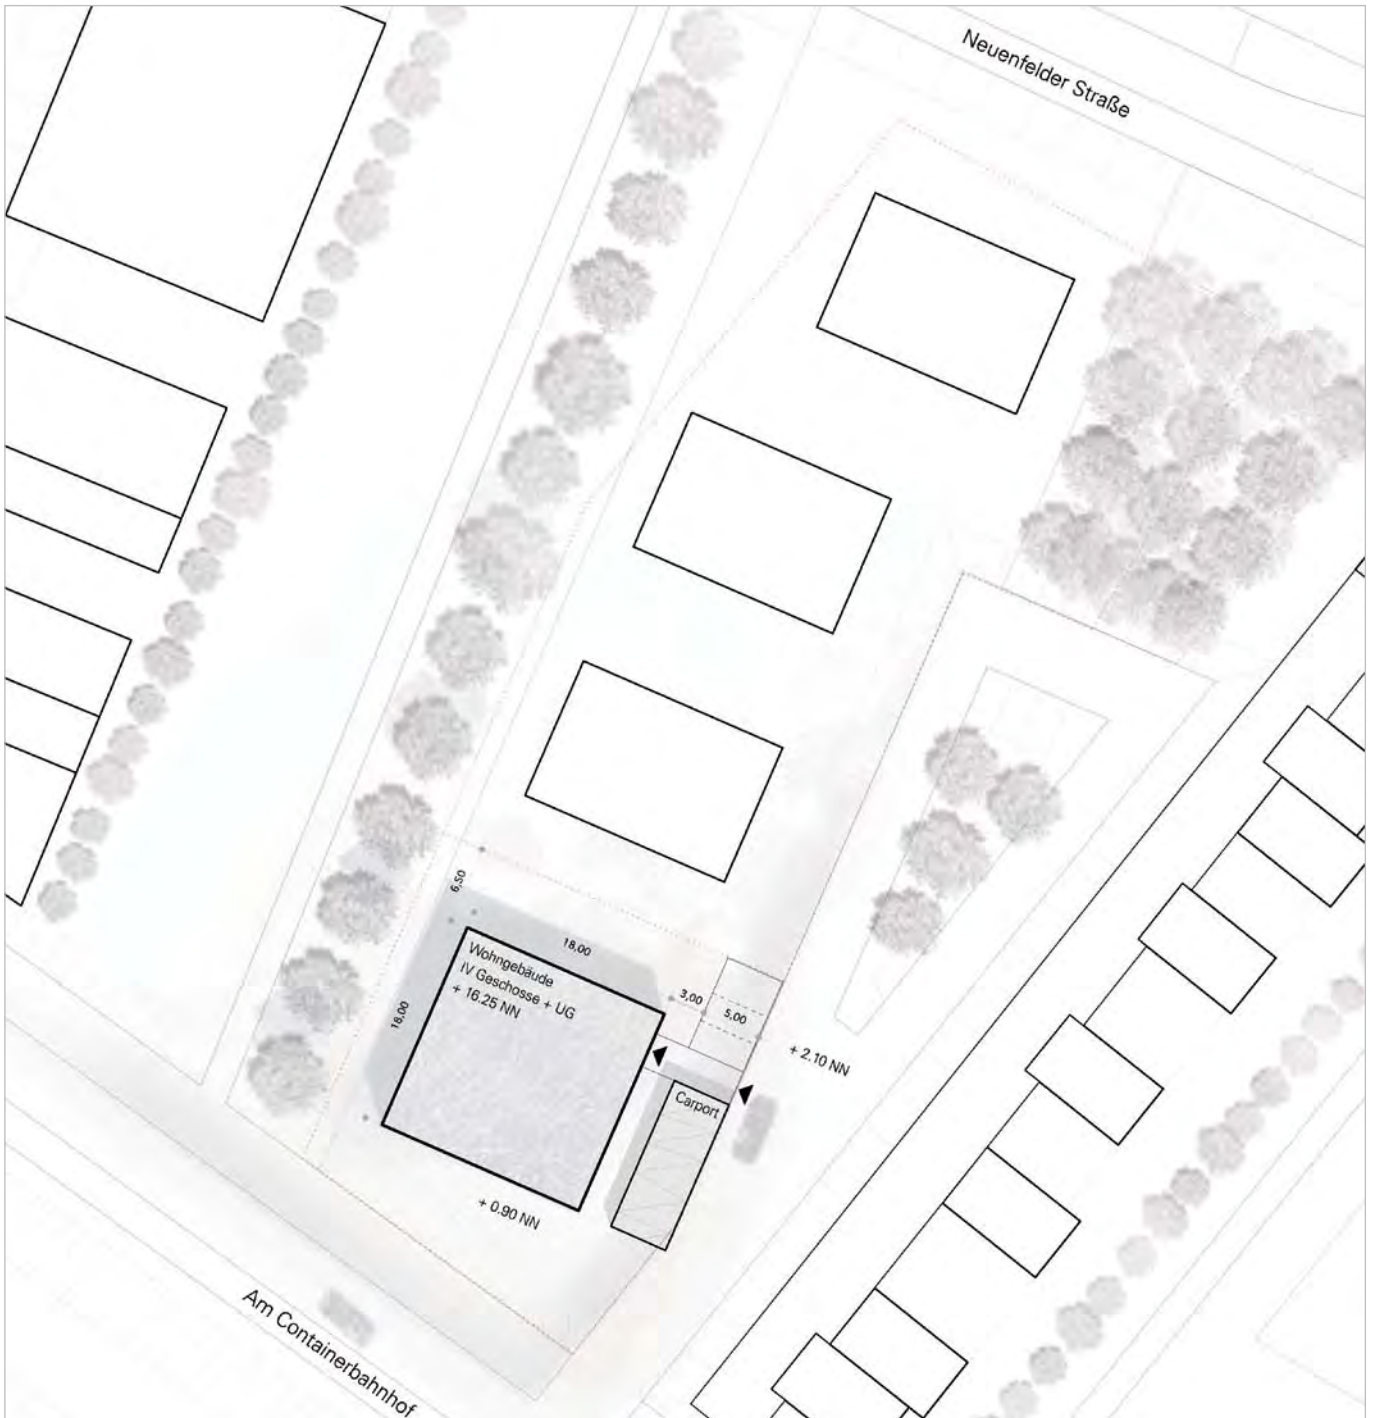 Neuenfelder Straße
6,50
18,00
Wohngebäude
IV Geschosse + UG
+ 16.25 NN
18,00
3,00
5,00
+ 2.10 NN
Carport
+ 0.90 NN
Am Containerbahnhof